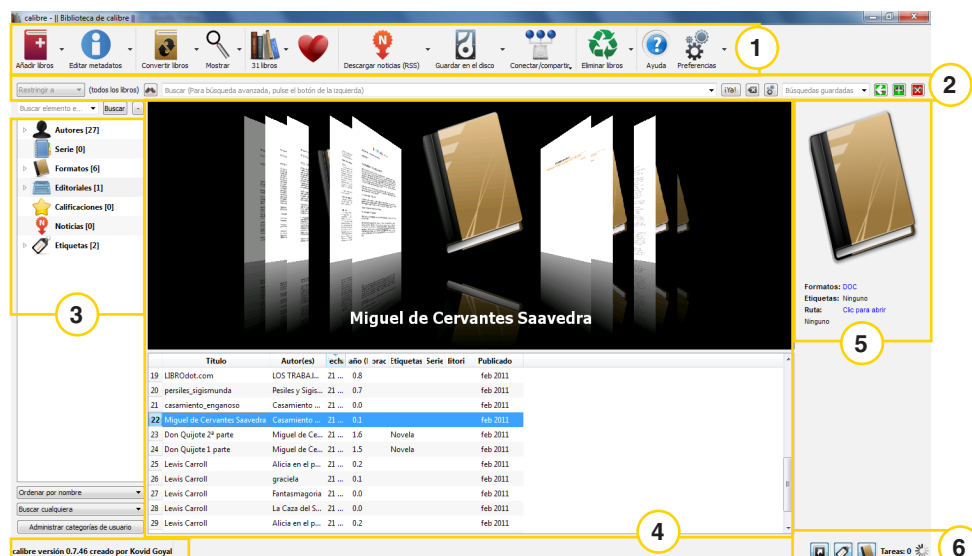 calibre - || Biblioteca de calibre ||
Añadir libros
Editar metadatos
Convertir libros
Mostrar
31 libros
Descargar noticias (RSS)
Guardar en el disco
Conectar/compartir,
Eliminar libros
Ayuda
Preferencias
1
Restringir a
(todos los libros)
Buscar (Para búsqueda avanzada, pulse el botón de la izquierda)
¡Ya!
Búsquedas guardadas
2
Buscar elemento e...
Buscar
-
Autores [27]
Serie [0]
Formatos [6]
Editoriales [1]
Calificaciones [0]
Noticias [0]
Etiquetas [2]
3
Miguel de Cervantes Saavedra
Formatos: DOC
Etiquetas: Ninguno
Ruta: Clic para abrir
Ninguno
5
Título Autor(es) echa año (I orac Etiquetas Serie litori Publicado
19 LIBROdot.com LOS TRABAJ... 21 ... 0.8 feb 2011
20 persiles_sigismunda Pesiles y Sigis... 21 ... 0.7 feb 2011
21 casamiento_enganoso Casamiento ... 21 ... 0.0 feb 2011
22 Miguel de Cervantes Saavedra Casamiento ... 21 ... 0.1 feb 2011
23 Don Quijote 2ª parte Miguel de Ce... 21 ... 1.6 Novela feb 2011
24 Don Quijote 1 parte Miguel de Ce... 21 ... 1.5 Novela feb 2011
25 Lewis Carroll Alicia en el p... 21 ... 0.2 feb 2011
26 Lewis Carroll graciela 21 ... 0.1 feb 2011
27 Lewis Carroll Fantasmagoria 21 ... 0.0 feb 2011
28 Lewis Carroll La Caza del S... 21 ... 0.0 feb 2011
29 Lewis Carroll Alicia en el p... 21 ... 0.2 feb 2011
Ordenar por nombre
Buscar cualquiera
Administrar categorías de usuario
4
calibre versión 0.7.46 creado por Kovid Goyal
Tareas: 0
6